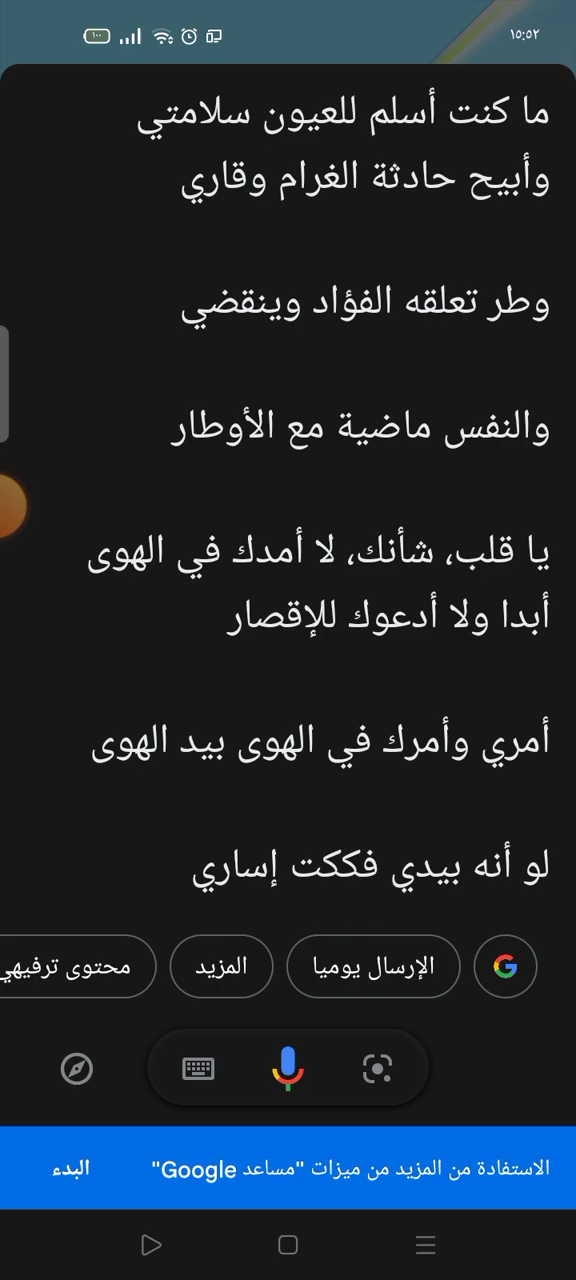 ١٥:٥٢
١٠٠
ما كنت أسلم للعيون سلامتي
وأبيح حادثة الغرام وقاري
وطر تعلقه الفؤاد وينقضي
والنفس ماضية مع الأوطار
يا قلب، شأنك، لا أمدك في الهوى
أبدا ولا أدعوك للإقصار
أمري وأمرك في الهوى بيد الهوى
لو أنه بيدي فككت إساري
الإرسال يوميا
المزيد
محتوى ترفيهي
الاستفادة من المزيد من ميزات "مساعد Google"
البدء